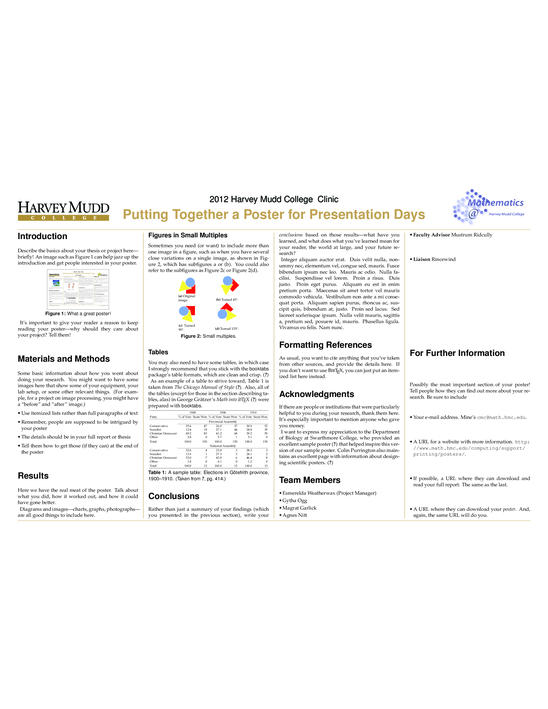 HARVEY MUDD
COLLEGE
2012 Harvey Mudd College Clinic
Putting Together a Poster for Presentation Days
Mathematics
@ Harvey Mudd College
Introduction
Describe the basics about your thesis or project here—
briefly! An image such as Figure 1 can help jazz up the
introduction and get people interested in your poster.
Figure 1: What a great poster!
It's important to give your reader a reason to keep
reading your poster—why should they care about
your project? Tell them!
Materials and Methods
Some basic information about how you went about
doing your research. You might want to have some
images here that show some of your equipment, your
lab setup, or some other relevant things. (For exam-
ple, for a project on image processing, you might have
a "before" and "after" image.)
• Use itemized lists rather than full paragraphs of text
• Remember, people are supposed to be intrigued by
your poster
• The details should be in your full report or thesis
• Tell them how to get those (if they can) at the end of
the poster
Results
Here we have the real meat of the poster. Talk about
what you did, how it worked out, and how it could
have gone better.
Diagrams and images—charts, graphs, photographs—
are all good things to include here.
Figures in Small Multiples
Sometimes you need (or want) to include more than
one image in a figure, such as when you have several
close variations on a single image, as shown in Fig-
ure 2, which has subfigures a or (b). You could also
refer to the subfigures as Figure 2c or Figure 2(d).
(a) Original
image.
(b) Turned 45°.
(c) Turned
(d) Turned 135°.
Figure 2: Small multiples.
Tables
You may also need to have some tables, in which case
I strongly recommend that you stick with the booktabs
package's table formats, which are clean and crisp. (?)
As an example of a table to strive toward, Table 1 is
taken from The Chicago Manual of Style (?). Also, all of
the tables (except for those in the section describing ta-
bles, alas) in George Grätzer's Math into LATEX (?) were
prepared with booktabs.
Table 1: A sample table: Elections in Götefrith province,
1900–1910. (Taken from ?, pg. 414.)
Conclusions
Rather than just a summary of your findings (which
you presented in the previous section), write your
conclusions based on those results—what have you
learned, and what does what you've learned mean for
your reader, the world at large, and your future re-
search?
Integer aliquam auctor erat. Duis velit nulla, non-
ummy nec, elementum vel, congue sed, mauris. Fusce
bibendum ipsum nec leo. Mauris ac odio. Nulla fa-
cilisi. Suspendisse vel lorem. Proin a risus. Duis
justo. Proin eget purus. Aliquam eu est in enim
pretium porta. Maecenas sit amet tortor vel mauris
commodo vehicula. Vestibulum non ante a mi conse-
quat porta. Aliquam sapien purus, rhoncus ac, sus-
cipit quis, bibendum at, justo. Proin sed lacus. Sed
laoreet scelerisque ipsum. Nulla velit mauris, sagittis
a, pretium sed, posuere id, mauris. Phasellus ligula.
Vivamus eu felis. Nam nunc.
Formatting References
As usual, you want to cite anything that you've taken
from other sources, and provide the details here. If
you don't want to use BIBTEX, you can just put an item-
ized list here instead.
Acknowledgments
If there are people or institutions that were particularly
helpful to you during your research, thank them here.
It's especially important to mention anyone who gave
you money.
I want to express my appreciation to the Department
of Biology at Swarthmore College, who provided an
excellent sample poster (?) that helped inspire this ver-
sion of our sample poster. Colin Purrington also main-
tains an excellent page with information about design-
ing scientific posters. (?)
Team Members
• Esmerelda Weatherwax (Project Manager)
• Gytha Ogg
• Magrat Garlick
• Agnes Nitt
• Faculty Advisor Mustrum Ridcully
• Liaison Rincewind
For Further Information
Possibly the most important section of your poster!
Tell people how they can find out more about your re-
search. Be sure to include
• Your e-mail address. Mine's cmc@math.hmc.edu.
• A URL for a website with more information. http:
//www.math.hmc.edu/computing/support/
printing/posters/.
• If possible, a URL where they can download and
read your full report: The same as the last.
• A URL where they can download your poster. And,
again, the same URL will do you.